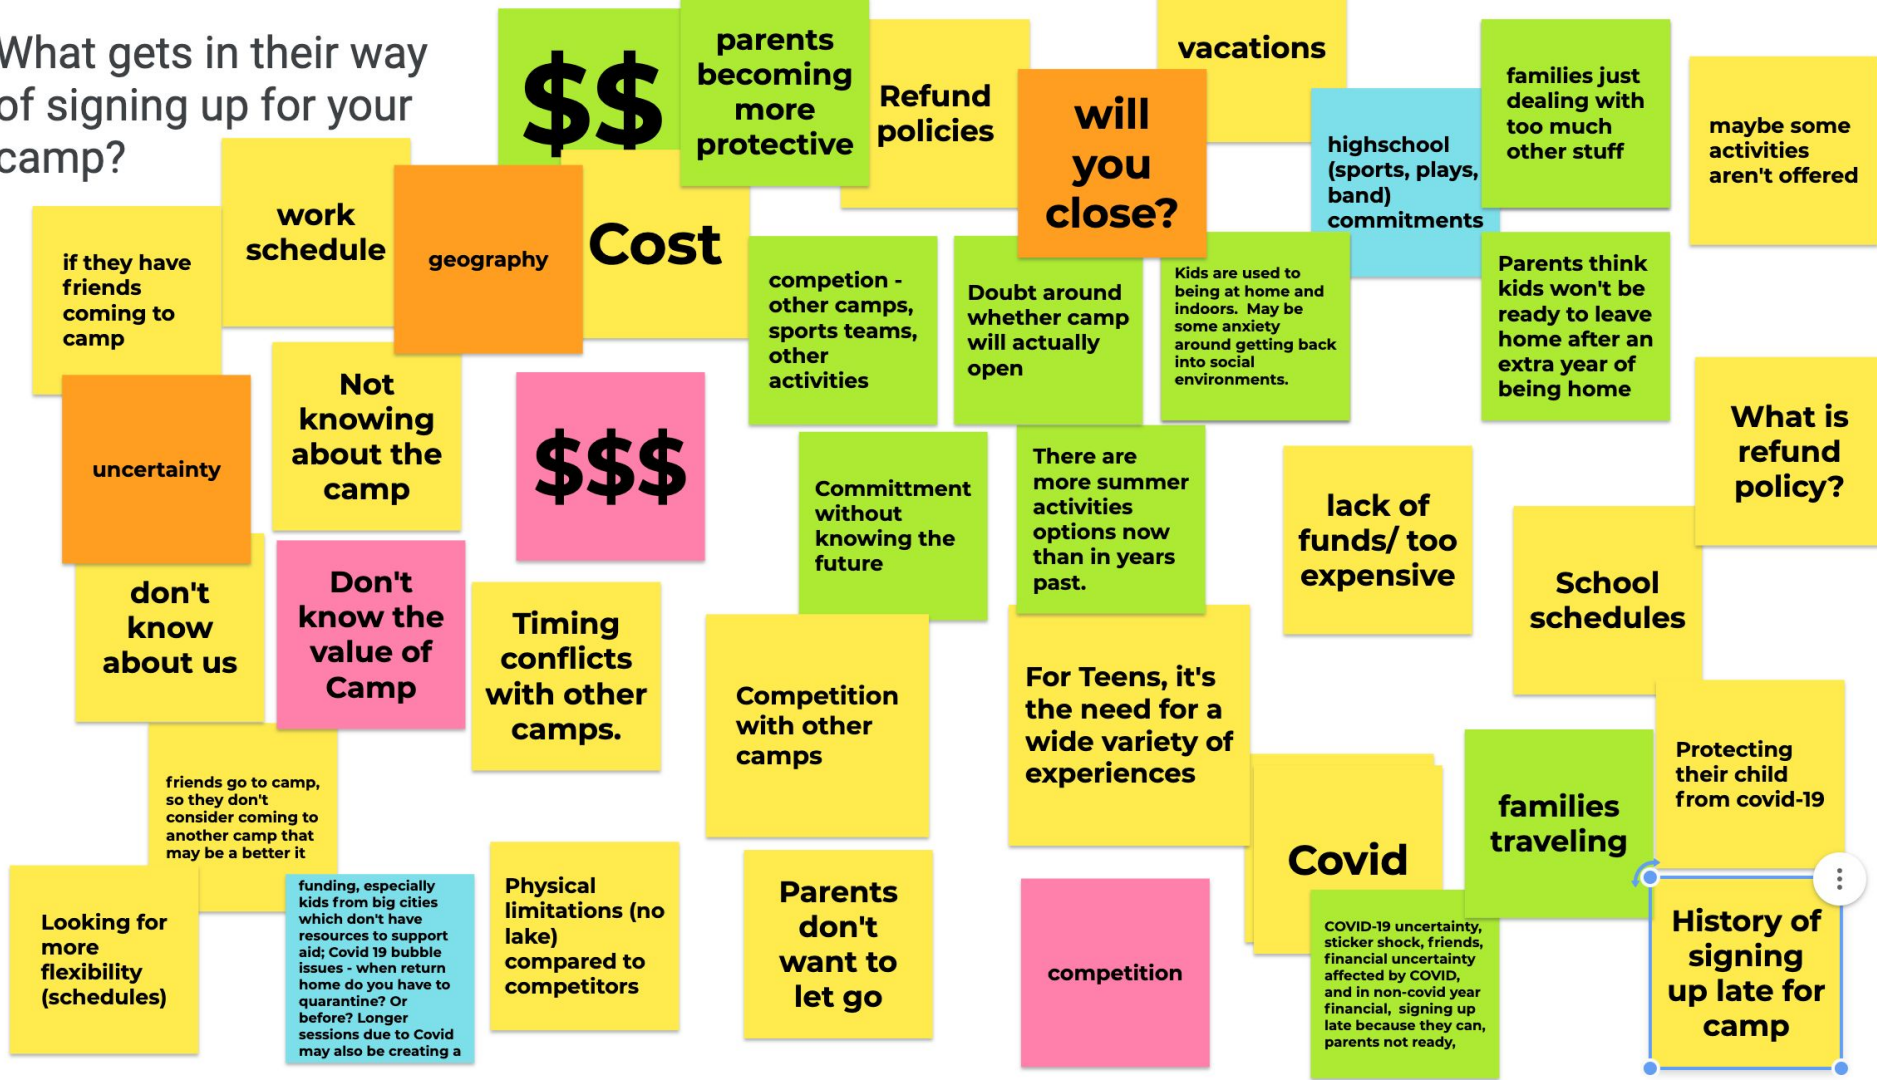 What gets in their way
of signing up for your
camp?
$$
parents
becoming
more
protective
Refund
policies
will
you
close?
vacations
highschool
(sports, plays,
band)
commitments
families just
dealing with
too much
other stuff
maybe some
activities
aren't offered
if they have
friends
coming to
camp
work
schedule
geography
Cost
competion -
other camps,
sports teams,
other
activities
Doubt around
whether camp
will actually
open
Kids are used to
being at home and
indoors. May be
some anxiety
around getting back
into social
environments.
Parents think
kids won't be
ready to leave
home after an
extra year of
being home
uncertainty
Not
knowing
about the
camp
$$$
Committment
without
knowing the
future
There are
more summer
activities
options now
than in years
past.
lack of
funds/ too
expensive
What is
refund
policy?
School
schedules
don't
know
about us
Don't
know the
value of
Camp
Timing
conflicts
with other
camps.
Competition
with other
camps
For Teens, it's
the need for a
wide variety of
experiences
Covid
families
traveling
Protecting
their child
from covid-19
friends go to camp,
so they don't
consider coming to
another camp that
may be a better it
Looking for
more
flexibility
(schedules)
funding, especially
kids from big cities
which don't have
resources to support
aid; Covid 19 bubble
issues - when return
home do you have to
quarantine? Or
before? Longer
sessions due to Covid
may also be creating a
Physical
limitations (no
lake)
compared to
competitors
Parents
don't
want to
let go
competition
COVID-19 uncertainty,
sticker shock, friends,
financial uncertainty
affected by COVID,
and in non-covid year
financial, signing up
late because they can,
parents not ready,
History of
signing
up late for
camp